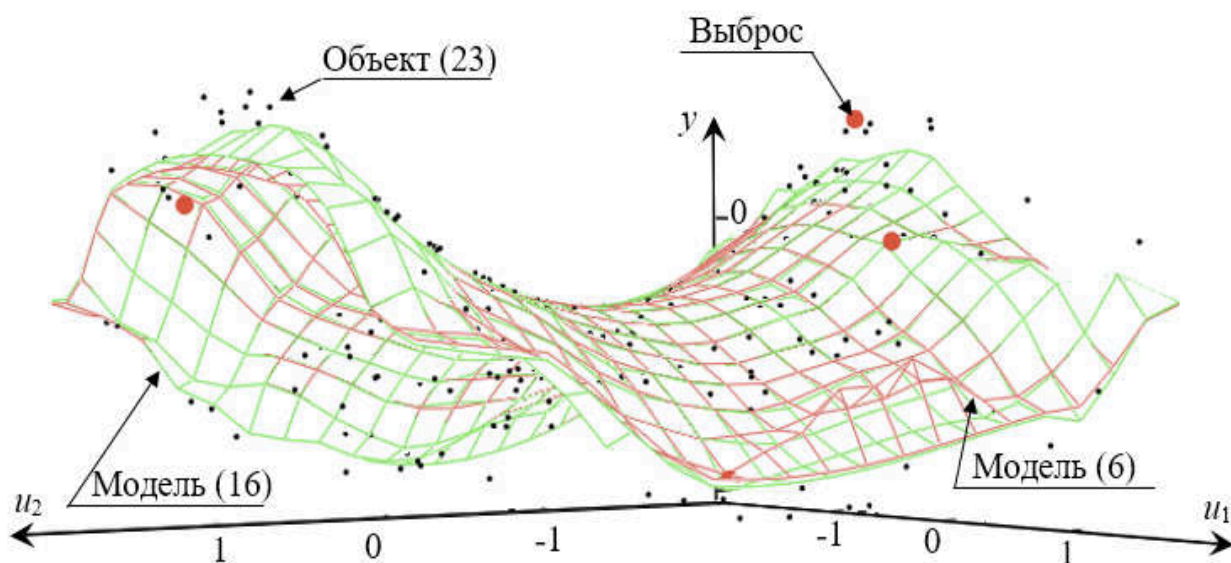 Выброс
Объект (23)
y
0
Модель (16)
Модель (6)
u2
u1
1
0
-1
-1
0
1